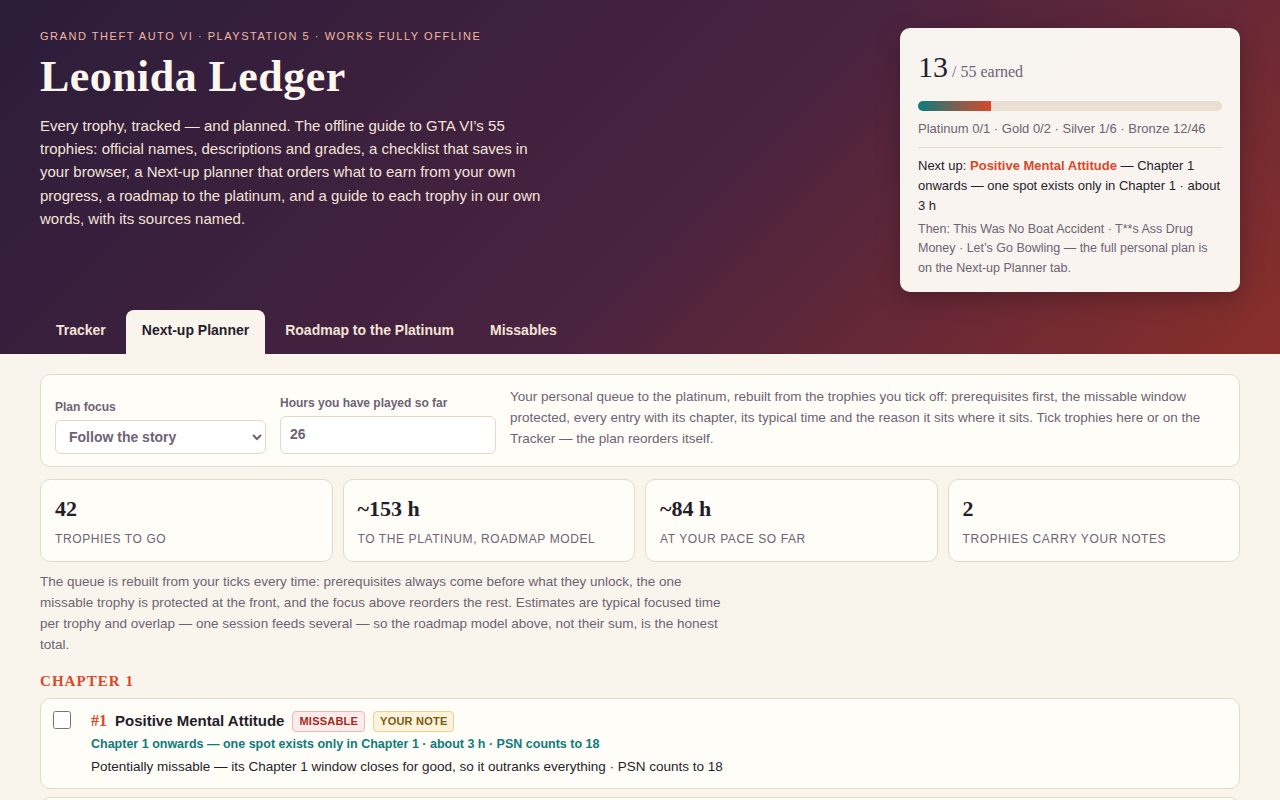 GRAND THEFT AUTO VI · PLAYSTATION 5 · WORKS FULLY OFFLINE
Leonida Ledger
Every trophy, tracked — and planned. The offline guide to GTA VI's 55
trophies: official names, descriptions and grades, a checklist that saves in
your browser, a Next-up planner that orders what to earn from your own
progress, a roadmap to the platinum, and a guide to each trophy in our own
words, with its sources named.
13 / 55 earned
Platinum 0/1 · Gold 0/2 · Silver 1/6 · Bronze 12/46
Next up: Positive Mental Attitude — Chapter 1
onwards — one spot exists only in Chapter 1 · about
3 h
Then: This Was No Boat Accident · T**s Ass Drug
Money · Let's Go Bowling — the full personal plan is
on the Next-up Planner tab.
Tracker
Next-up Planner
Roadmap to the Platinum
Missables
Plan focus
Follow the story
Hours you have played so far
26
Your personal queue to the platinum, rebuilt from the trophies you tick off: prerequisites first, the missable window
protected, every entry with its chapter, its typical time and the reason it sits where it sits. Tick trophies here or on the
Tracker — the plan reorders itself.
42
TROPHIES TO GO
~153 h
TO THE PLATINUM, ROADMAP MODEL
~84 h
AT YOUR PACE SO FAR
2
TROPHIES CARRY YOUR NOTES
The queue is rebuilt from your ticks every time: prerequisites always come before what they unlock, the one
missable trophy is protected at the front, and the focus above reorders the rest. Estimates are typical focused time
per trophy and overlap — one session feeds several — so the roadmap model above, not their sum, is the honest
total.
CHAPTER 1
#1 Positive Mental Attitude MISSABLE YOUR NOTE
Chapter 1 onwards — one spot exists only in Chapter 1 · about 3 h · PSN counts to 18
Potentially missable — its Chapter 1 window closes for good, so it outranks everything · PSN counts to 18